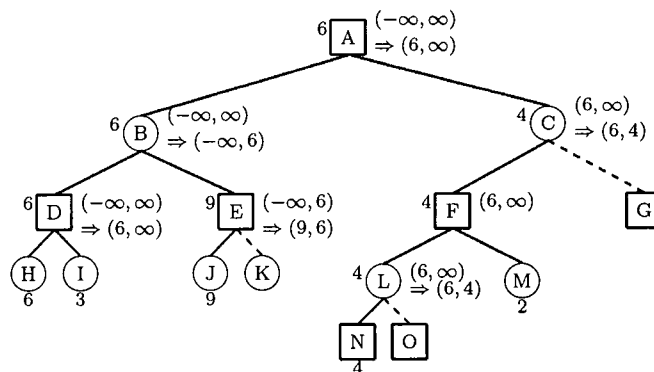 6 A (-∞, ∞)
⇒ (6, ∞)
6 B (-∞, ∞)
⇒ (-∞, 6)
4 C (6, ∞)
⇒ (6, 4)
6 D (-∞, ∞)
⇒ (6, ∞)
9 E (-∞, 6)
⇒ (9, 6)
4 F (6, ∞)
G
H I J K
6 3 9
4 L (6, ∞)
⇒ (6, 4)
M
2
N O
4